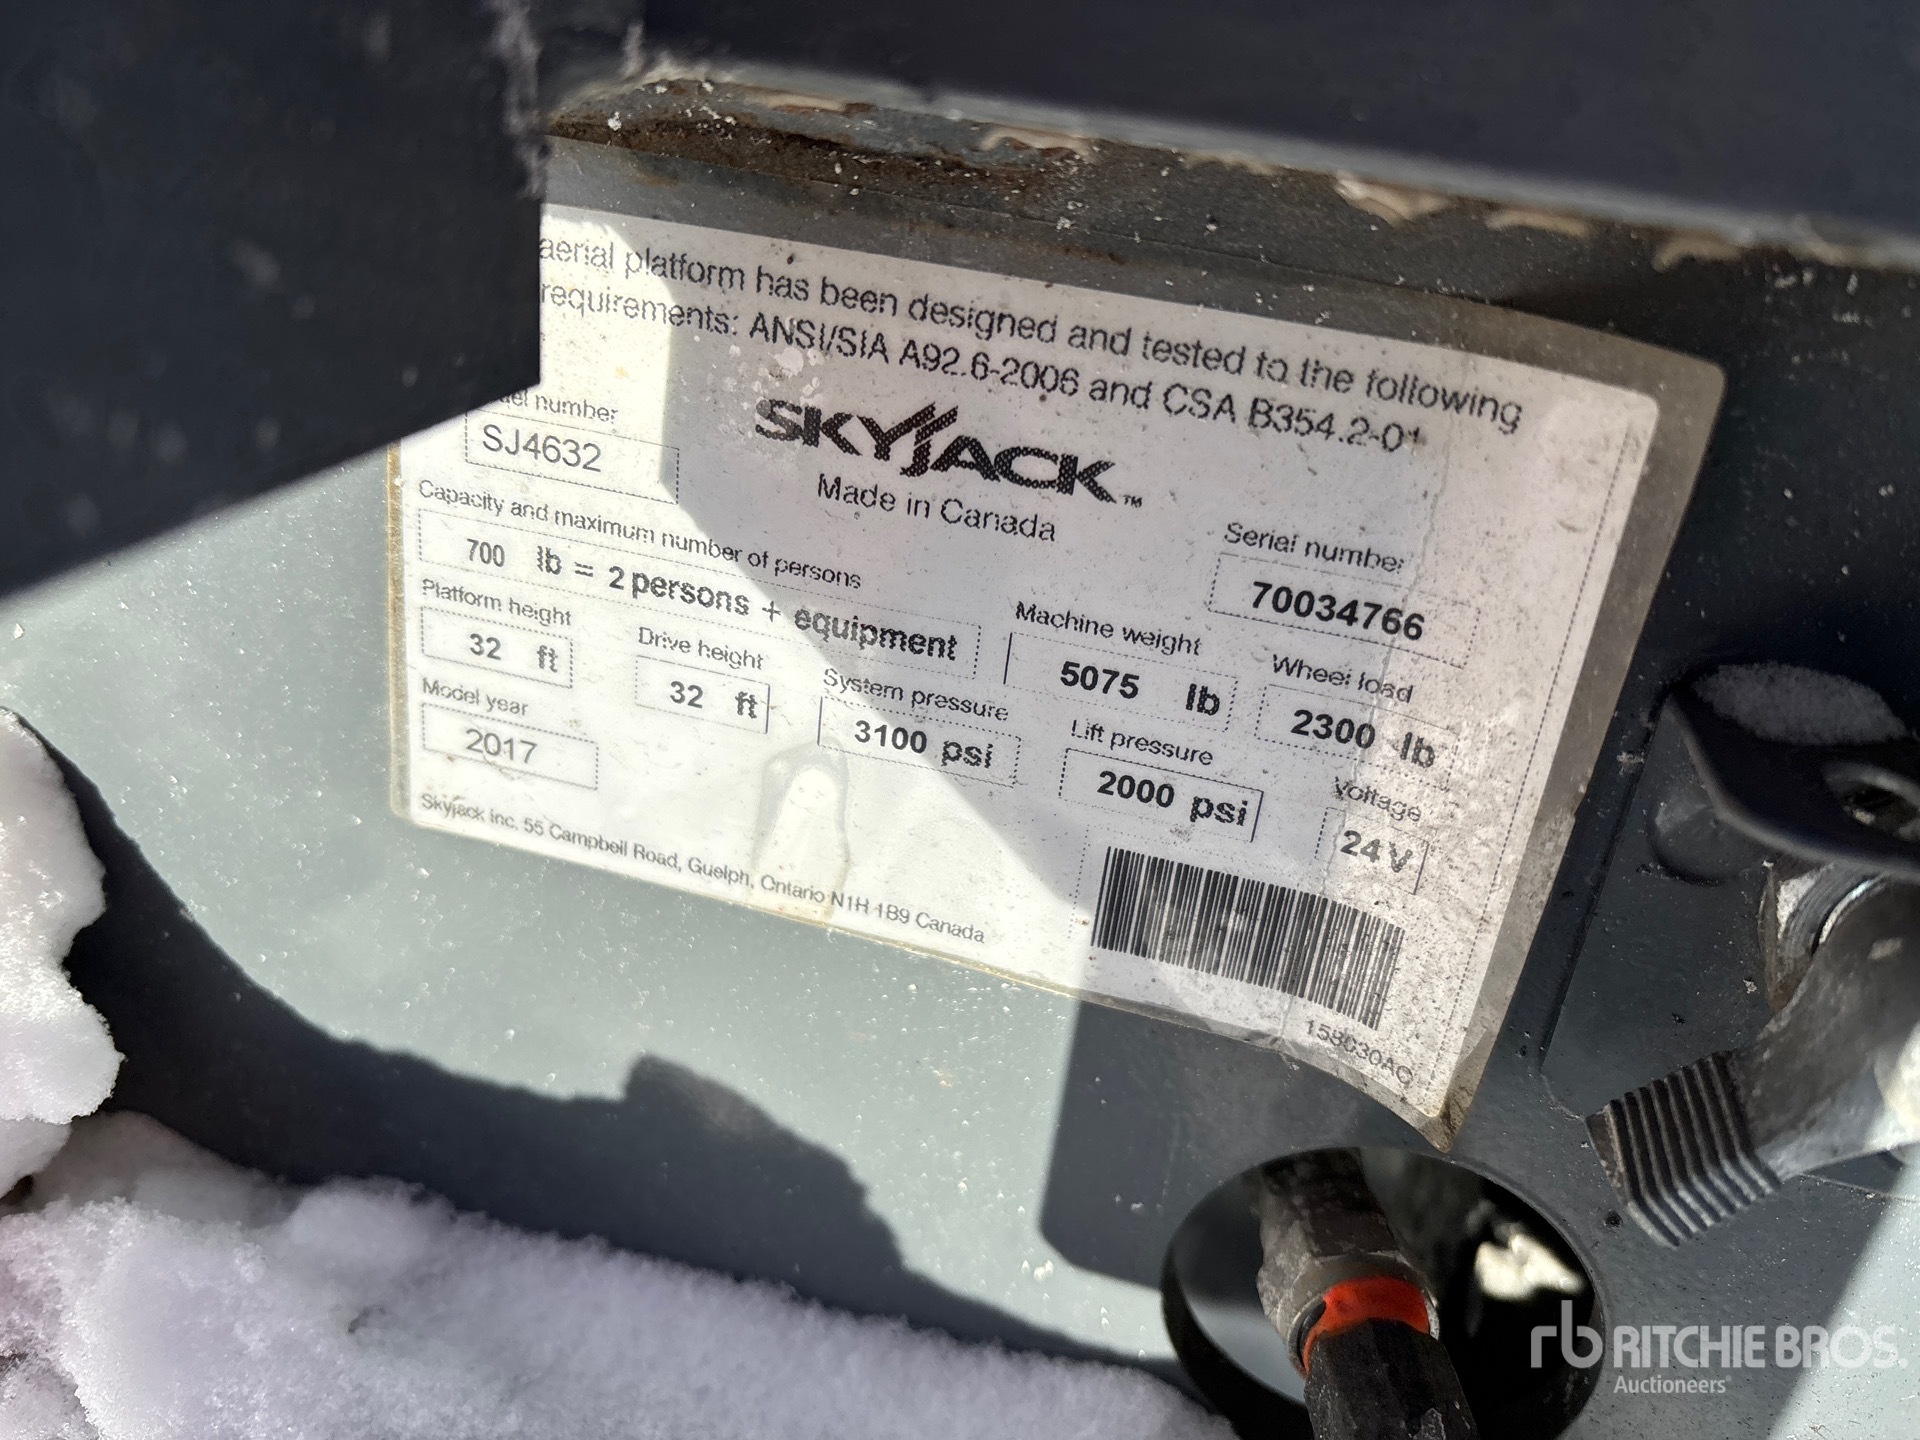 aerial platform has been designed and tested to the following
requirements: ANSI/SIA A92.6-2006 and CSA B354.2-01
SKYJACK™
Made in Canada
number
SJ4632
Serial number
70034766
Capacity and maximum number of persons
700 lb = 2 persons + equipment
Machine weight
5075 lb
Wheel load
2300 lb
Platform height
32 ft
Drive height
32 ft
System pressure
3100 psi
Lift pressure
2000 psi
Voltage
24 V
Model year
2017
Skyjack Inc. 55 Campbell Road, Guelph, Ontario N1H 1B9 Canada
158030AC
rb RITCHIE BROS.
Auctioneers